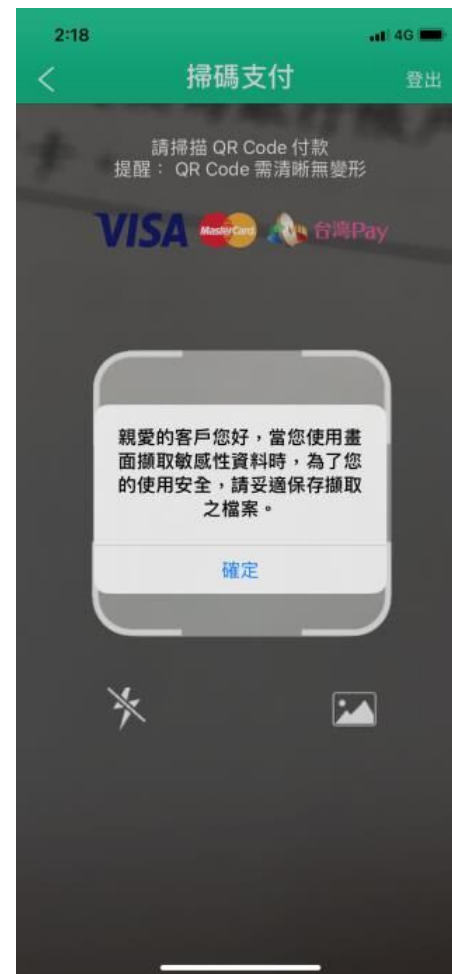 2:18
4G
掃碼支付
登出
請掃描 QR Code 付款
提醒： QR Code 需清晰無變形
VISA MasterCard 台灣Pay
親愛的客戶您好，當您使用畫
面擷取敏感性資料時，為了您
的使用安全，請妥適保存擷取
之檔案。
確定